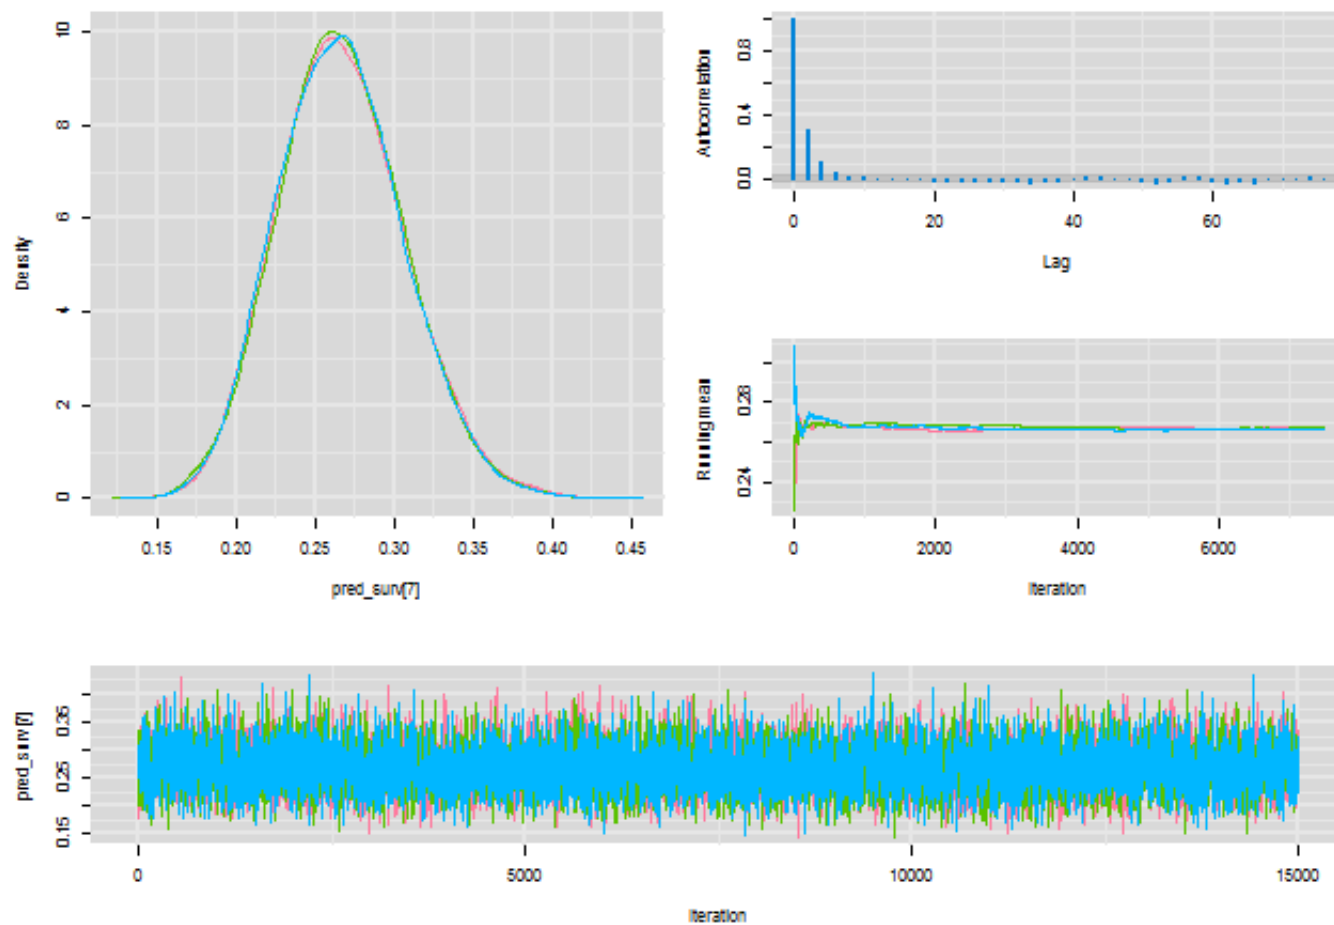 Density
10
8
6
4
2
0
0.15 0.20 0.25 0.30 0.35 0.40 0.45
pred_surv[7]
Autocorrelation
0.8
0.4
0.0
0 20 40 60
Lag
Running mean
0.28
0.24
0 2000 4000 6000
Iteration
pred_surv[7]
0.35
0.25
0.15
0 5000 10000 15000
Iteration